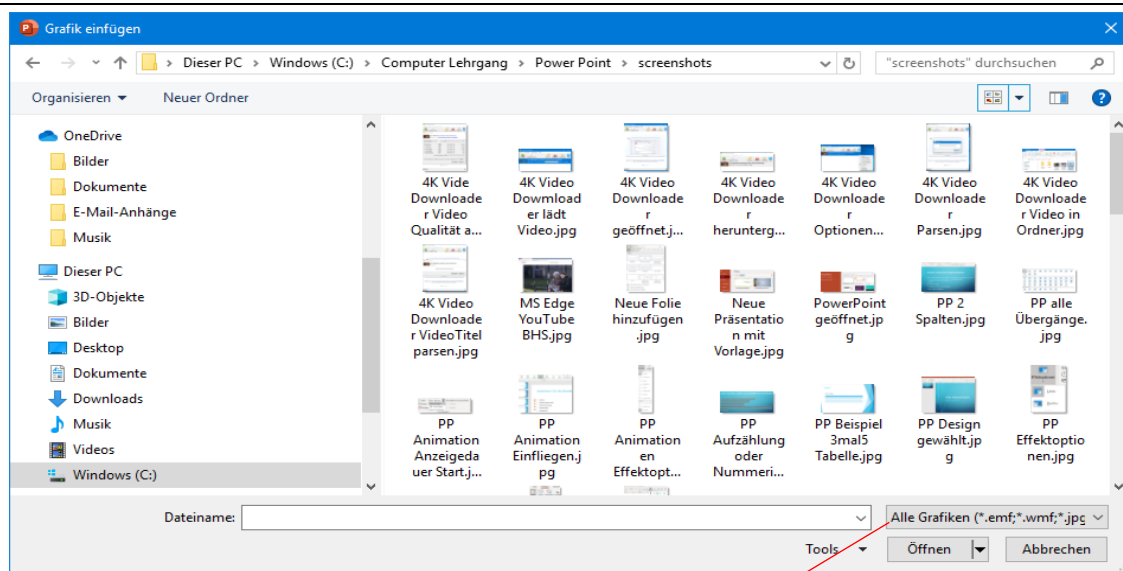 Grafik einfügen
Dieser PC > Windows (C:) > Computer Lehrgang > Power Point > screenshots
"screenshots" durchsuchen
Organisieren
Neuer Ordner
OneDrive
Bilder
Dokumente
E-Mail-Anhänge
Musik
Dieser PC
3D-Objekte
Bilder
Desktop
Dokumente
Downloads
Musik
Videos
Windows (C:)
4K Vide
Downloade
r Video
Qualität a...
4K Video
Dowmload
er lädt
Video.jpg
4K Video
Downloade
r
geöffnet.j...
4K Video
Downloade
r
herunterg...
4K Video
Downloade
r
Optionen...
4K Video
Downloade
r
Parsen.jpg
4K Video
Downloade
r Video in
Ordner.jpg
4K Video
Downloade
r VideoTitel
parsen.jpg
MS Edge
YouTube
BHS.jpg
Neue Folie
hinzufügen
.jpg
Neue
Präsentatio
n mit
Vorlage.jpg
PowerPoint
geöffnet.jp
g
PP 2
Spalten.jpg
PP alle
Übergänge.
jpg
PP
Animation
Anzeigeda
uer Start.j...
PP
Animation
Einfliegen.j
pg
PP
Animation
en
Effektopt...
PP
Aufzählung
oder
Nummeri...
PP Beispiel
3mal5
Tabelle.jpg
PP Design
gewählt.jp
g
PP
Effektoptio
nen.jpg
Dateiname:
Alle Grafiken (*.emf;*.wmf;*.jpg
Tools
Öffnen
Abbrechen